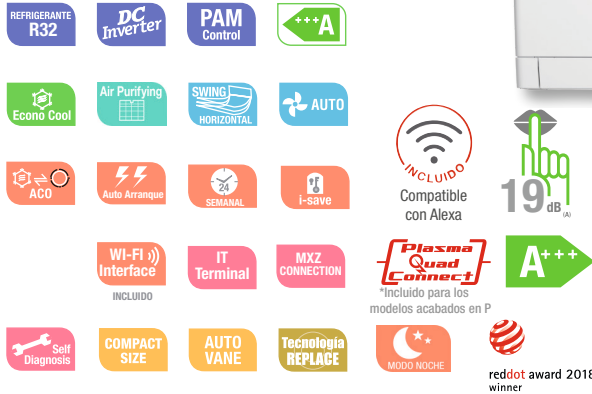 REFRIGERANTE
R32
DC
Inverter
PAM
Control
+++A
Econo Cool
Air Purifying
SWING
HORIZONTAL
AUTO
ACO
Auto Arranque
24
SEMANAL
i-save
INCLUIDO
Compatible
con Alexa
19dB(A)
WI-FI
Interface
INCLUIDO
IT
Terminal
MXZ
CONNECTION
Plasma
Quad
Connect
*Incluido para los
modelos acabados en P
A+++
Self
Diagnosis
COMPACT
SIZE
AUTO
VANE
Tecnología
REPLACE
MODO NOCHE
reddot award 2018
winner